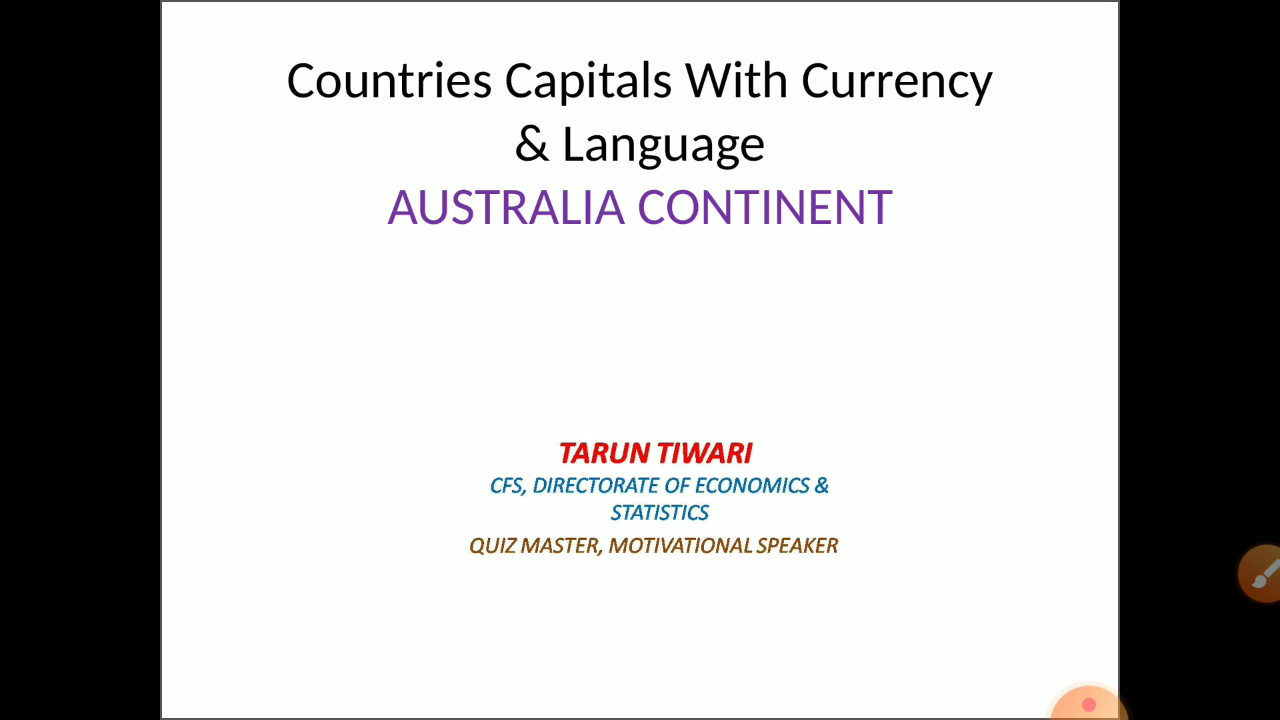 Countries Capitals With Currency
& Language
AUSTRALIA CONTINENT
TARUN TIWARI
CFS, DIRECTORATE OF ECONOMICS &
STATISTICS
QUIZ MASTER, MOTIVATIONAL SPEAKER